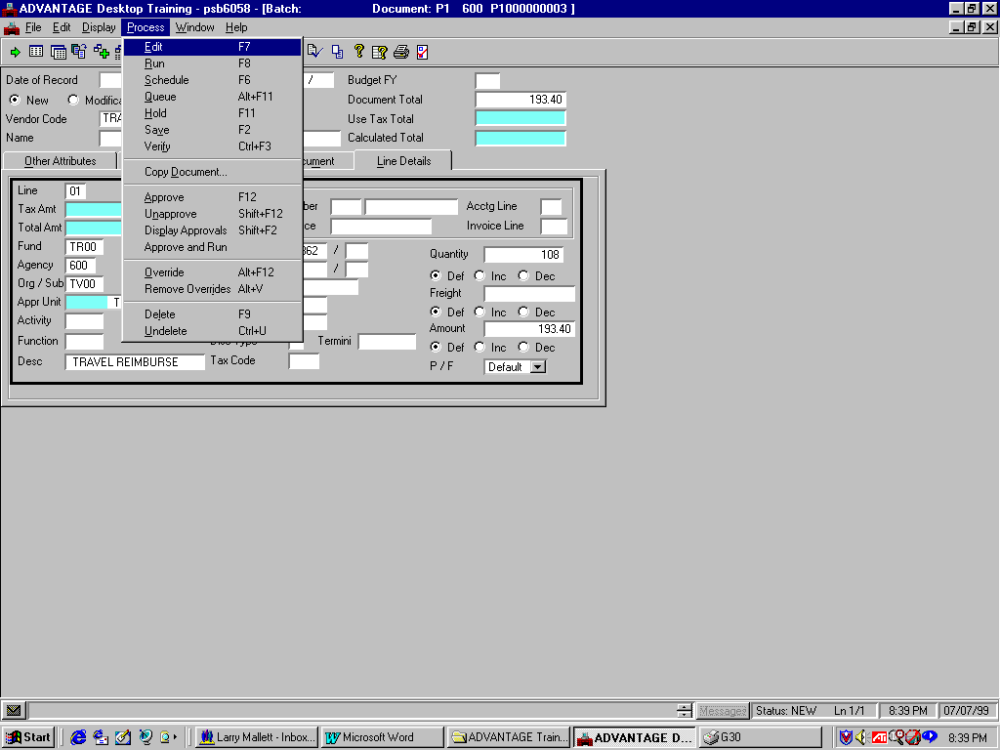 ADVANTAGE Desktop Training - psb6058 - [Batch: Document: P1 600 P1000000003 ]
File Edit Display Process Window Help
Edit F7
Run F8
Schedule F6
Queue Alt+F11
Hold F11
Save F2
Verify Ctrl+F3
Copy Document...
Approve F12
Unapprove Shift+F12
Display Approvals Shift+F2
Approve and Run
Override Alt+F12
Remove Overrides Alt+V
Delete F9
Undelete Ctrl+U
Date of Record / Budget FY
New Document Total 193.40
Vendor Code TRA Use Tax Total
Name Calculated Total
Other Attributes Line Details
Line 01
Tax Amt Acctg Line
Total Amt Invoice Line
Fund TR00 / Quantity 108
Agency 600 /
Def Inc Dec
Org / Sub TV00 Freight
Appr Unit T
Def Inc Dec
Activity Amount 193.40
Function Termini
Def Inc Dec
Desc TRAVEL REIMBURSE Tax Code P / F Default
Messages Status: NEW Ln 1/1 8:39 PM 07/07/99
Start Larry Mallett - Inbox... Microsoft Word ADVANTAGE Train... ADVANTAGE D... G30 8:39 PM